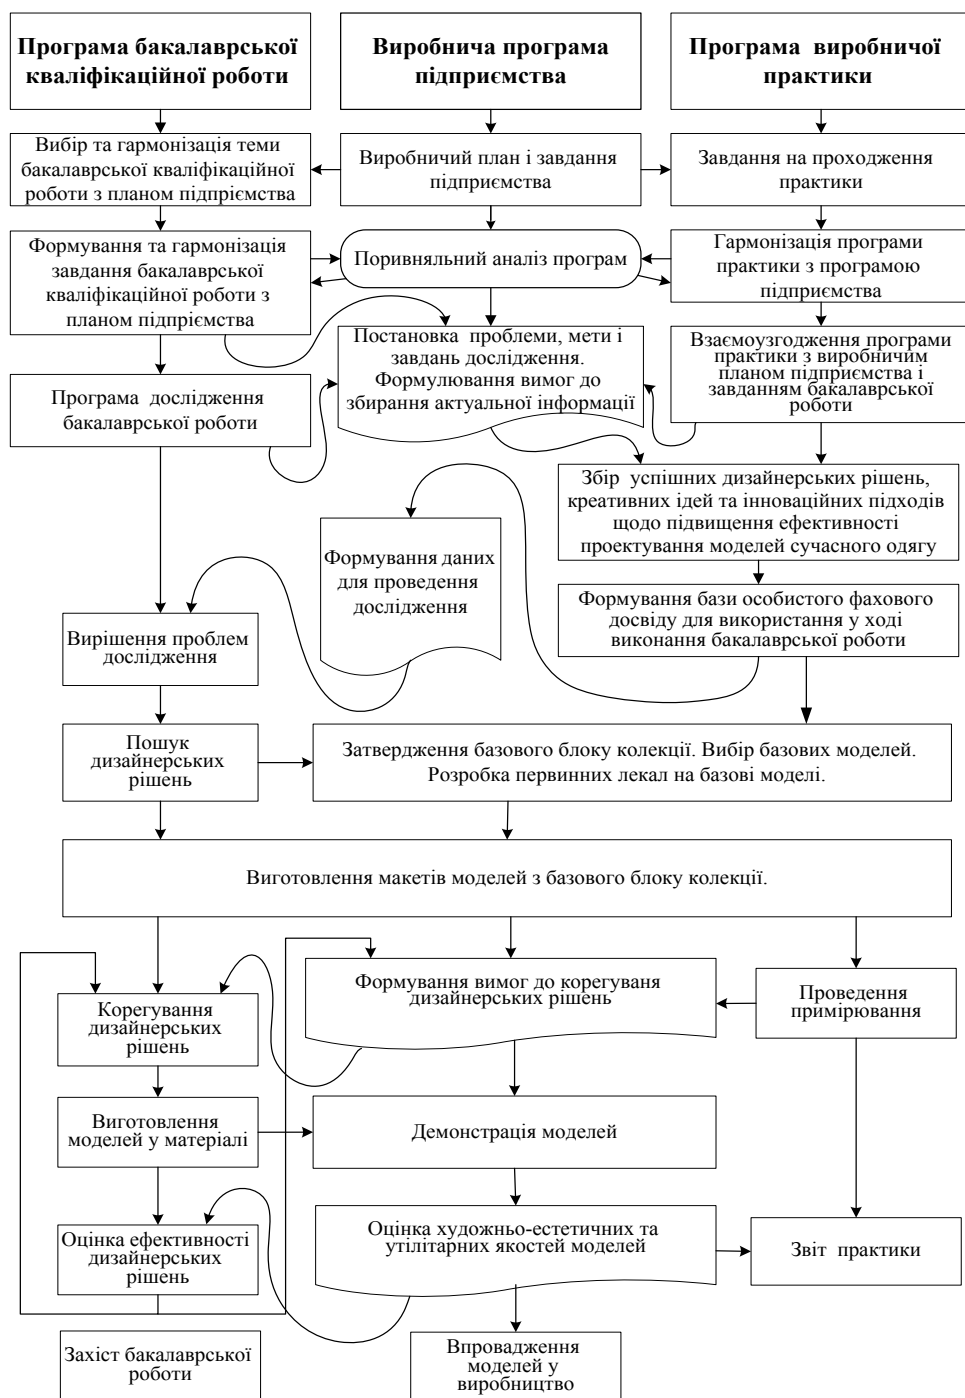 Програма бакалаврської
кваліфікаційної роботи
Виробнича програма
підприємства
Програма виробничої
практики
Вибір та гармонізація теми
бакалаврської кваліфікаційної
роботи з планом підпріємства
Виробничий план і завдання
підприємства
Завдання на проходження
практики
Формування та гармонізація
завдання бакалаврської
кваліфікаційної роботи з
планом підпріємства
Поривняльний аналіз програм
Гармонізація програми
практики з програмою
підприємства
Постановка проблеми, мети і
завдань дослідження.
Формулювання вимог до
збирання актуальної інформації
Взаємоузгодження програми
практики з виробничим
планом підприємства і
завданням бакалаврської
роботи
Програма дослідження
бакалаврської роботи
Збір успішних дизайнерських рішень,
креативних ідей та інноваційних підходів
щодо підвищення ефективності
проектування моделей сучасного одягу
Формування даних
для проведення
дослідження
Формування бази особистого фахового
досвіду для використання у ході
виконання бакалаврської роботи
Вирішення проблем
дослідження
Пошук
дизайнерських
рішень
Затвердження базового блоку колекції. Вибір базових моделей.
Розробка первинних лекал на базові моделі.
Виготовлення макетів моделей з базового блоку колекції.
Корегування
дизайнерських
рішень
Формування вимог до корегуваня
дизайнерських рішень
Проведення
примірювання
Виготовлення
моделей у матеріалі
Демонстрація моделей
Оцінка ефективності
дизайнерських
рішень
Оцінка художньо-естетичних та
утілітарних якостей моделей
Звіт практики
Захіст бакалаврської
роботи
Впровадження
моделей у
виробництво